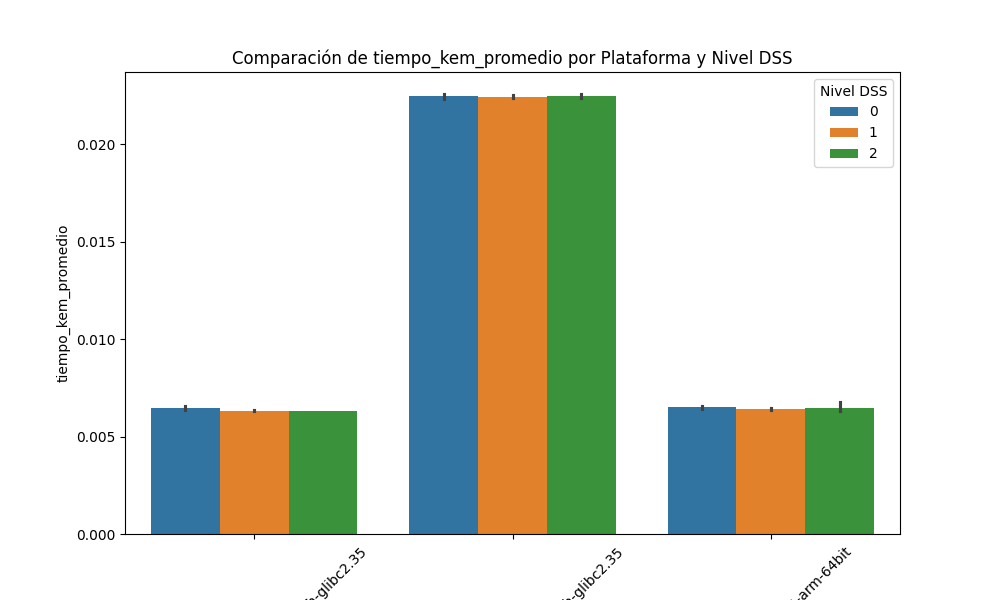 Comparación de tiempo_kem_promedio por Plataforma y Nivel DSS
Nivel DSS
0
1
2
0.020
0.015
0.010
0.005
0.000
tiempo_kem_promedio
-glibc2.35
-glibc2.35
-arm-64bit